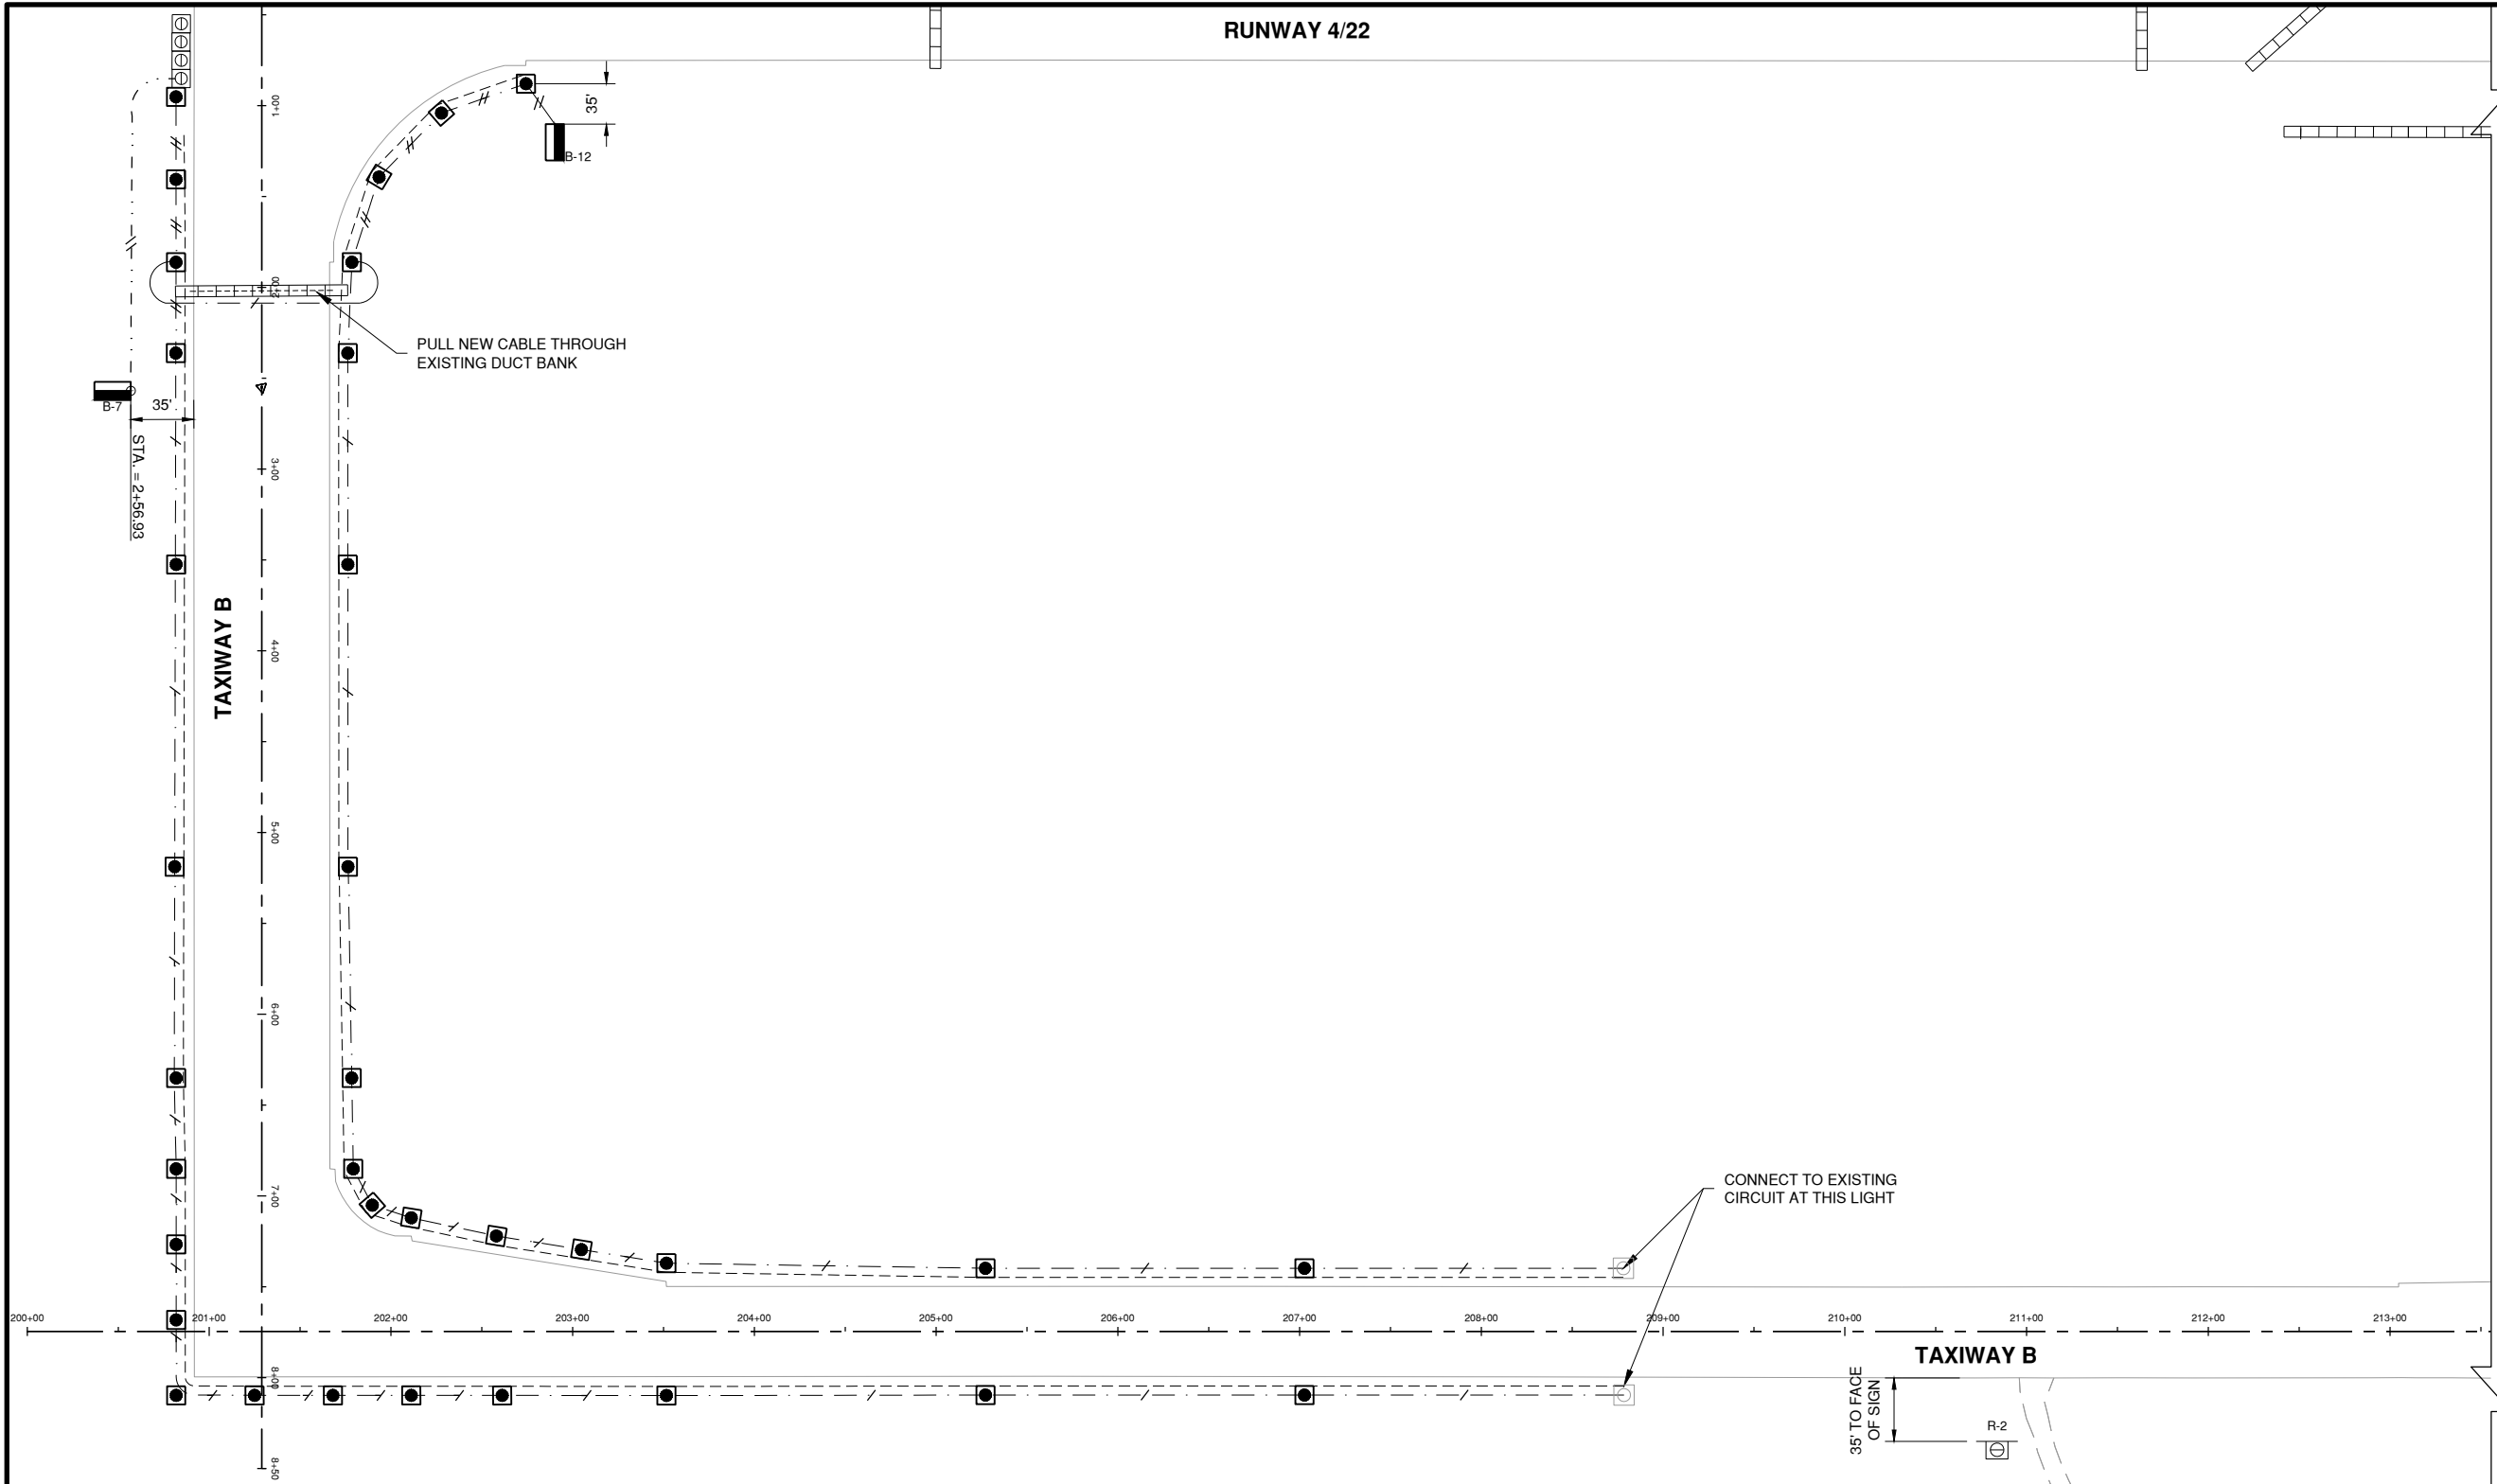 RUNWAY 4/22
35'
B-12
1+00
2+00
PULL NEW CABLE THROUGH
EXISTING DUCT BANK
B-7
35'
STA. = 2+56.93
3+00
TAXIWAY B
4+00
5+00
6+00
7+00
CONNECT TO EXISTING
CIRCUIT AT THIS LIGHT
200+00
201+00
202+00
203+00
204+00
205+00
206+00
207+00
208+00
209+00
210+00
211+00
212+00
213+00
TAXIWAY B
8+00
35' TO FACE
OF SIGN
R-2
8+50